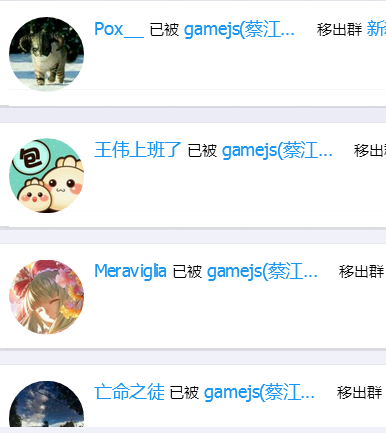 Pox__ 已被 gamejs(蔡江... 移出群 新
包
王伟上班了 已被 gamejs(蔡江... 移出
Meraviglia 已被 gamejs(蔡江... 移出群
亡命之徒 已被 gamejs(蔡江... 移出群